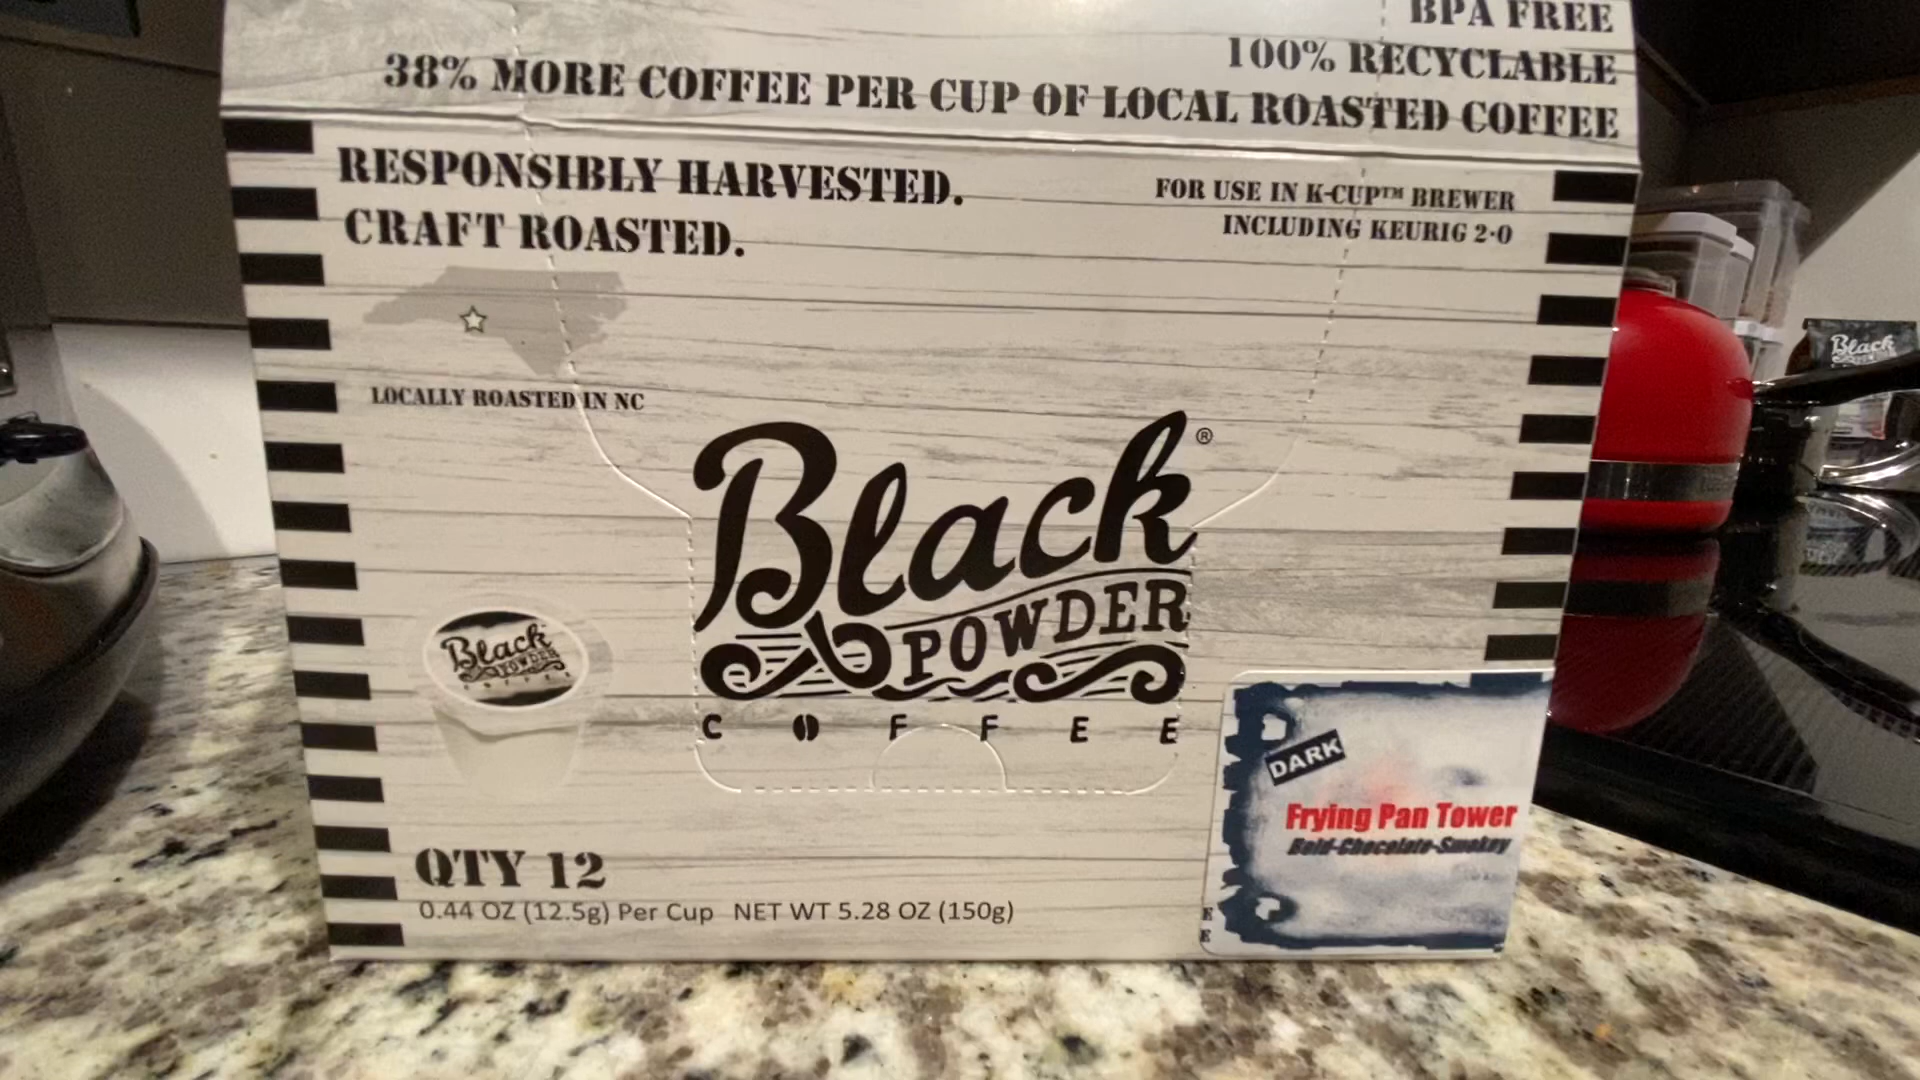 BPA FREE
100% RECYCLABLE
38% MORE COFFEE PER CUP OF LOCAL ROASTED COFFEE
RESPONSIBLY HARVESTED.
CRAFT ROASTED.
FOR USE IN K-CUP™ BREWER
INCLUDING KEURIG 2.0
LOCALLY ROASTED IN NC
Black®
POWDER
COFFEE
Black
POWDER
COFFEE
DARK
Frying Pan Tower
Bold-Chocolate-Smokey
QTY 12
0.44 OZ (12.5g) Per Cup NET WT 5.28 OZ (150g)
E
E
Black